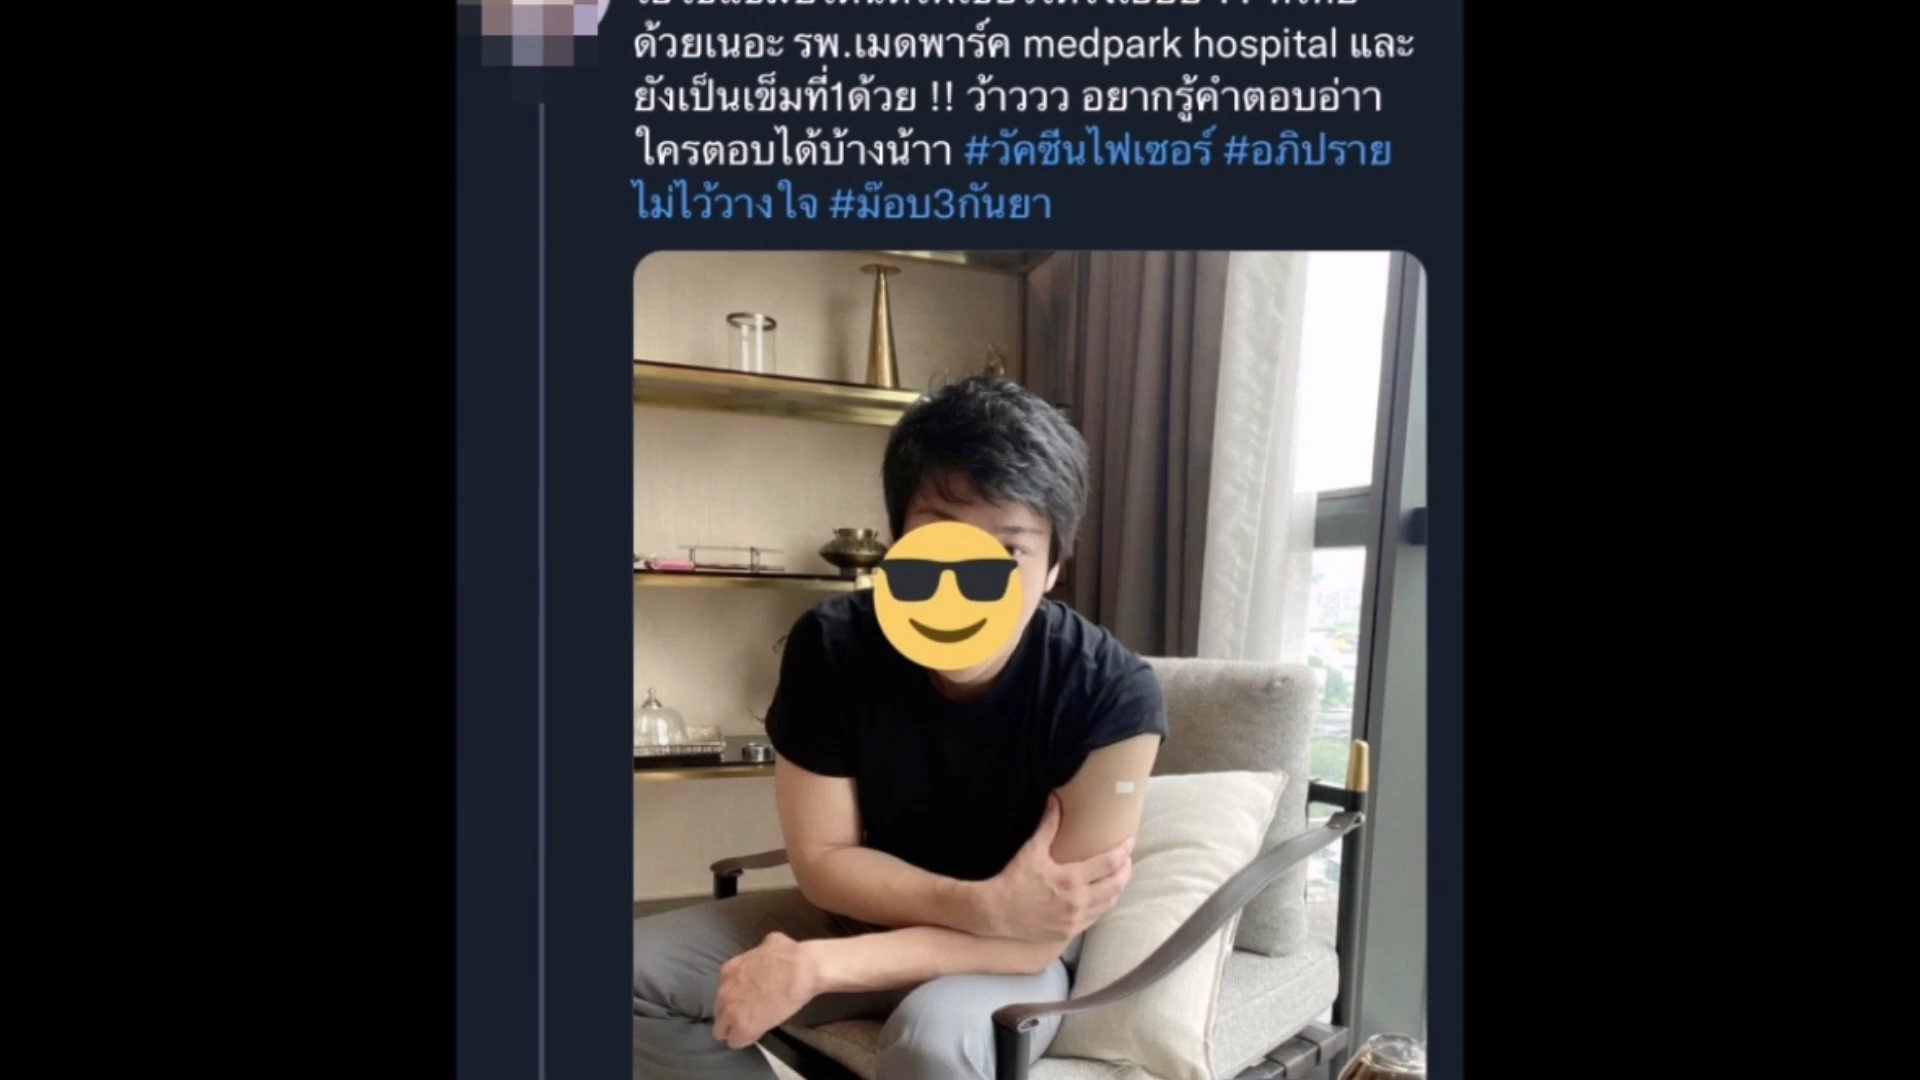 ด้วยเนอะ รพ.เมดพาร์ค medpark hospital และ
ยังเป็นเข็มที่1ด้วย !! ว้าววว อยากรู้คำตอบอ่าา
ใครตอบได้บ้างน้าา #วัคซีนไฟเซอร์ #อภิปราย
ไม่ไว้วางใจ #ม๊อบ3กันยา